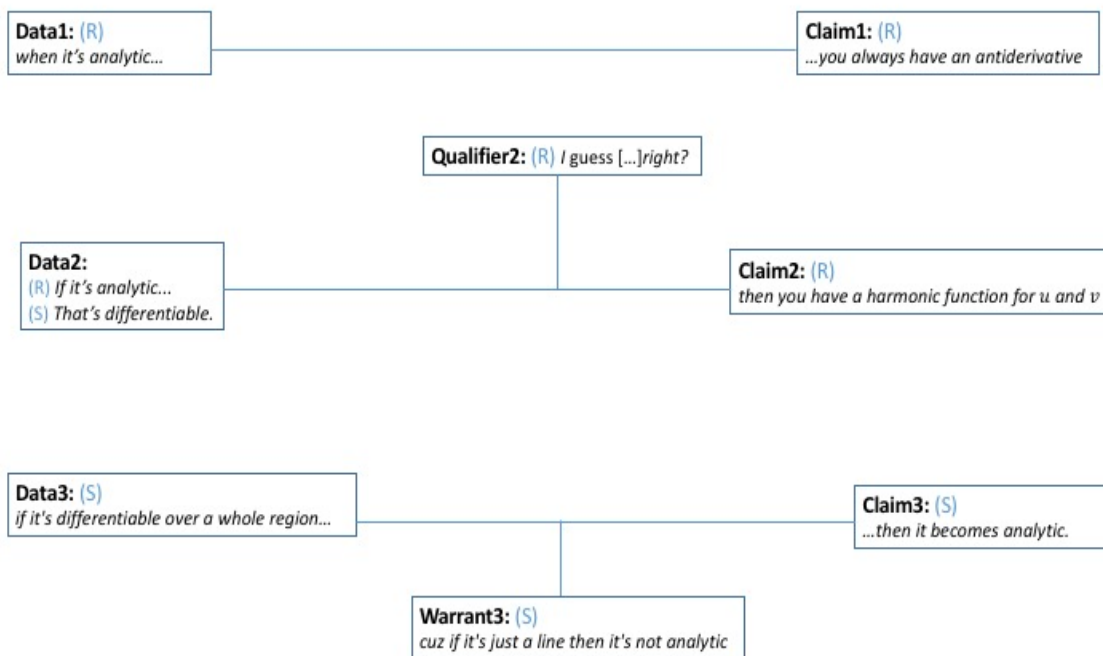 Data1: (R)
when it's analytic...
Claim1: (R)
...you always have an antiderivative
Qualifier2: (R) I guess [...]right?
Data2:
(R) If it's analytic...
(S) That's differentiable.
Claim2: (R)
then you have a harmonic function for u and v
Data3: (S)
if it's differentiable over a whole region...
Claim3: (S)
...then it becomes analytic.
Warrant3: (S)
cuz if it's just a line then it's not analytic